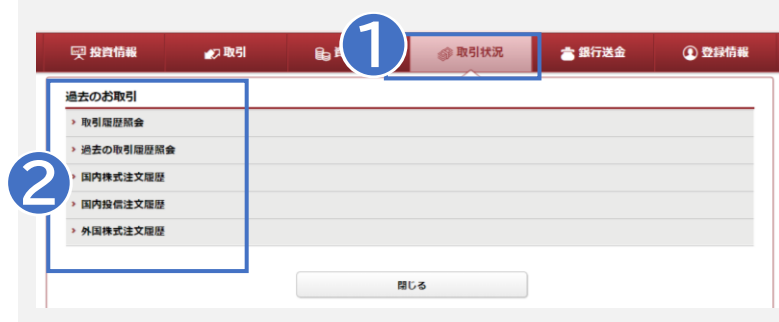 投資情報 取引 1 取引状況 銀行送金 登録情報
過去のお取引
取引履歴照会
過去の取引履歴照会
2 国内株式注文履歴
国内投信注文履歴
外国株式注文履歴
閉じる